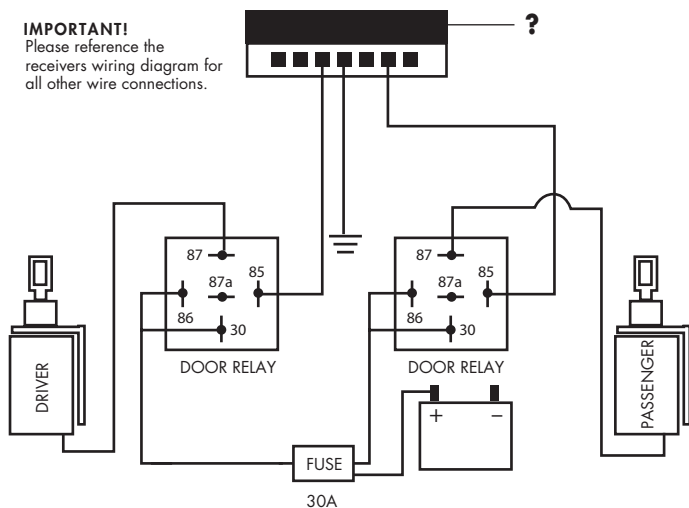 IMPORTANT!
Please reference the
receivers wiring diagram for
all other wire connections.
?
87
87a
85
86
30
DOOR RELAY
87
87a
85
86
30
DOOR RELAY
DRIVER
PASSENGER
+ −
FUSE
30A